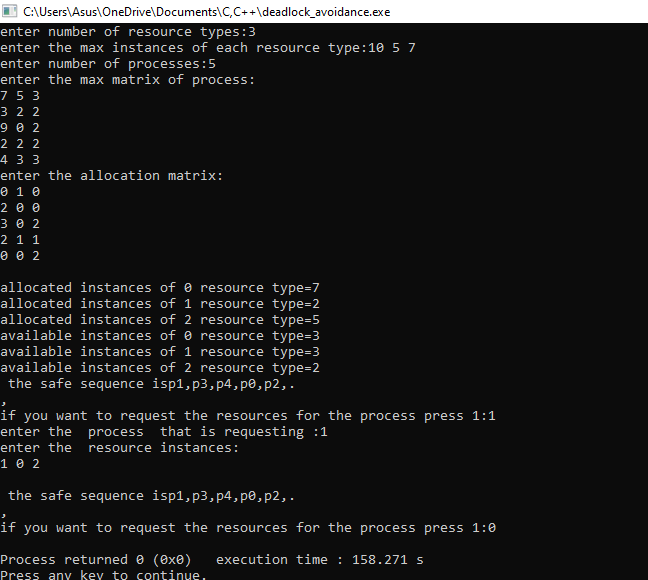 C:\Users\Asus\OneDrive\Documents\C,C++\deadlock_avoidance.exe
enter number of resource types:3
enter the max instances of each resource type:10 5 7
enter number of processes:5
enter the max matrix of process:
7 5 3
3 2 2
9 0 2
2 2 2
4 3 3
enter the allocation matrix:
0 1 0
2 0 0
3 0 2
2 1 1
0 0 2
allocated instances of 0 resource type=7
allocated instances of 1 resource type=2
allocated instances of 2 resource type=5
available instances of 0 resource type=3
available instances of 1 resource type=3
available instances of 2 resource type=2
 the safe sequence isp1,p3,p4,p0,p2,.
,
if you want to request the resources for the process press 1:1
enter the  process  that is requesting :1
enter the  resource instances:
1 0 2
 the safe sequence isp1,p3,p4,p0,p2,.
,
if you want to request the resources for the process press 1:0
Process returned 0 (0x0)   execution time : 158.271 s
Press any key to continue.